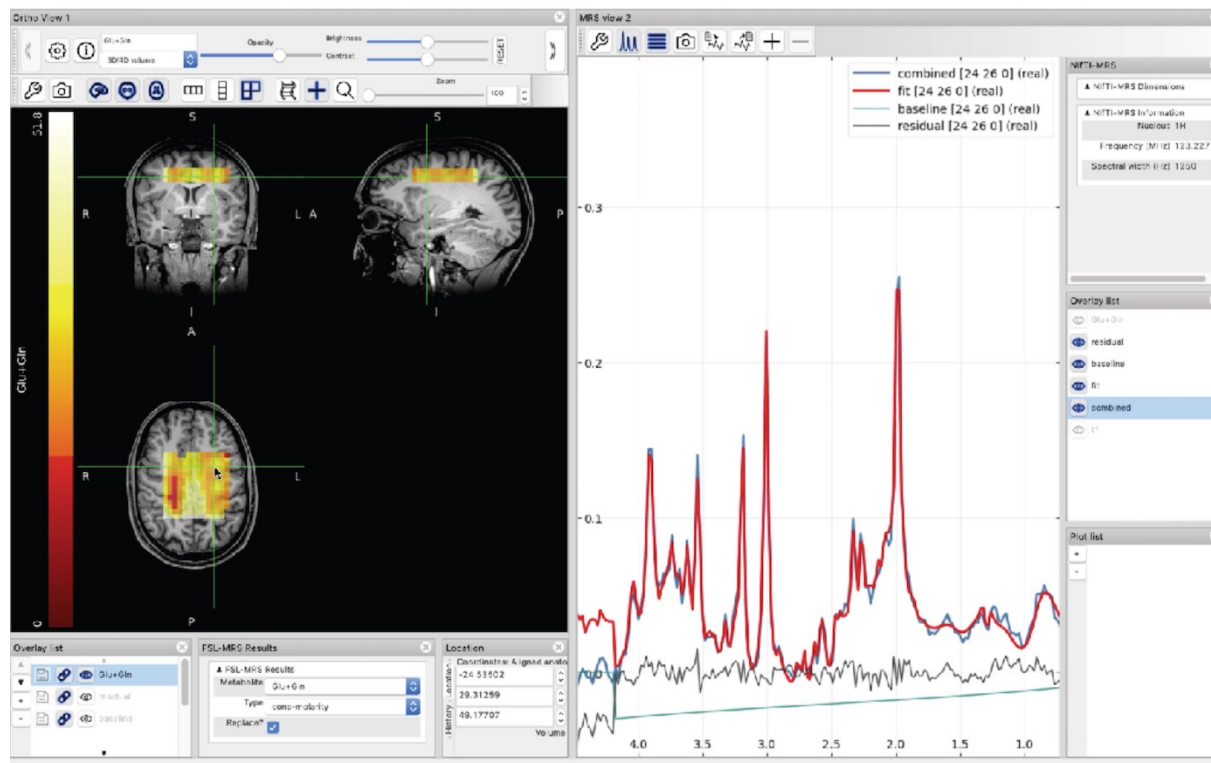 Ortho View 1
Glu+Gln
3D/4D volume
Opacity
Brightness
Contrast
RESET
Zoom
100
51.8
Glu+Gln
0
S
R
L
I
S
A
P
I
A
R
L
P
Overlay list
Glu+Gln
residual
baseline
FSL-MRS Results
FSL-MRS Results
Metabolite Glu+Gln
Type conc-molarity
Replace?
Location
Coordinates: Aligned anato
-24.53502
29.31259
49.17707
Volume
Location
History
MRS view 2
combined [24 26 0] (real)
fit [24 26 0] (real)
baseline [24 26 0] (real)
residual [24 26 0] (real)
0.3
0.2
0.1
0.0
4.0 3.5 3.0 2.5 2.0 1.5 1.0
NIfTI-MRS
NIfTI-MRS Dimensions
NIfTI-MRS Information
Nucleus 1H
Frequency (MHz) 123.227
Spectral width (Hz) 1250
Overlay list
Glu+Gln
residual
baseline
fit
combined
Plot list
+
-